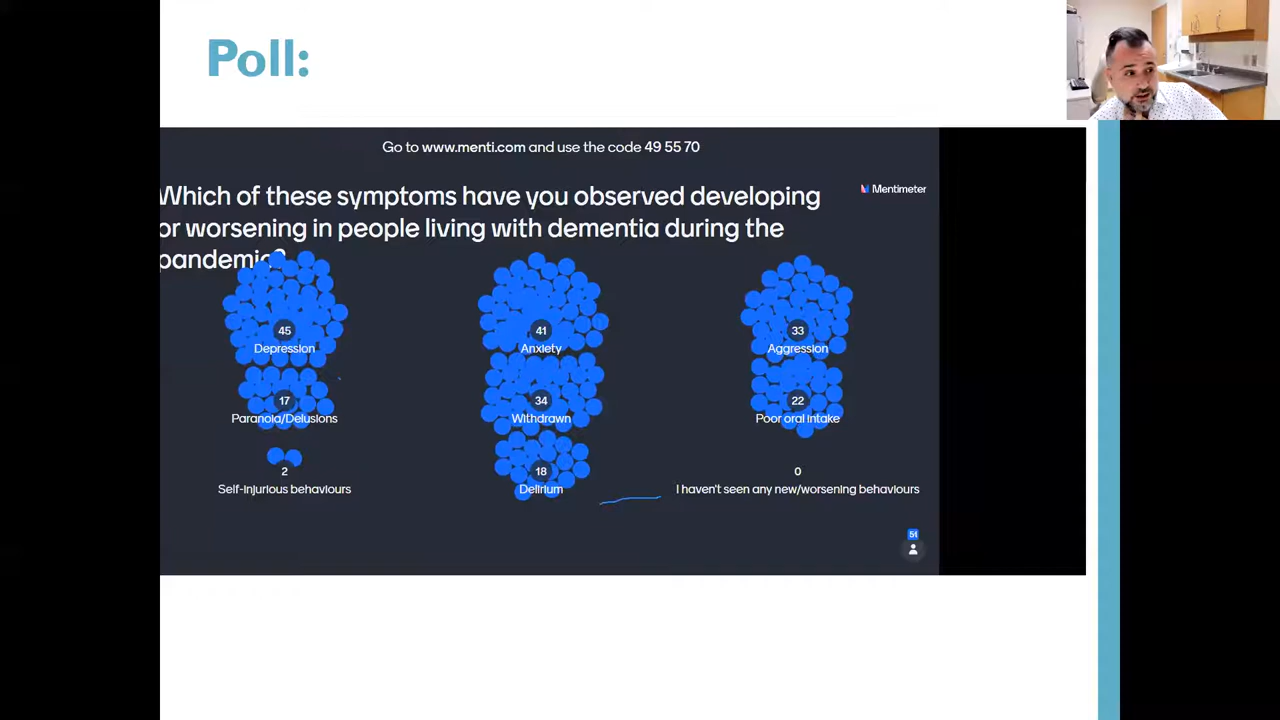 Poll:
Go to www.menti.com and use the code 49 55 70
Mentimeter
Which of these symptoms have you observed developing
or worsening in people living with dementia during the
pandemic?
45
Depression
41
Anxiety
33
Aggression
17
Paranoia/Delusions
34
Withdrawn
22
Poor oral intake
2
Self-injurious behaviours
18
Delirium
0
I haven't seen any new/worsening behaviours
51